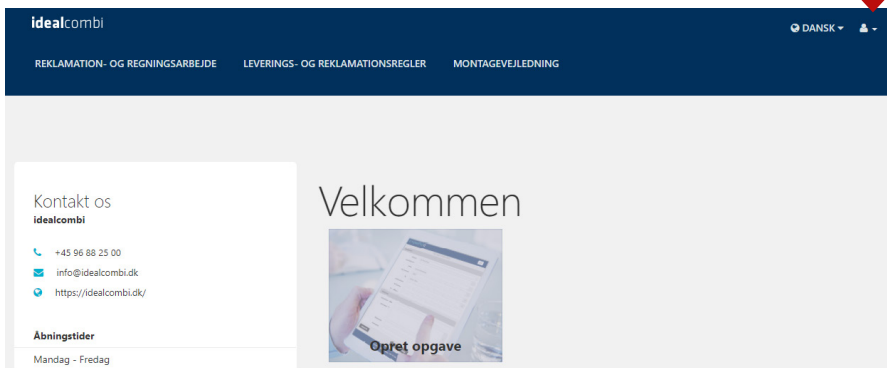 idealcombi
DANSK
REKLAMATION- OG REGNINGSARBEJDE LEVERINGS- OG REKLAMATIONSREGLER MONTAGEVEJLEDNING
Kontakt os
idealcombi
+45 96 88 25 00
info@idealcombi.dk
https://idealcombi.dk/
Åbningstider
Mandag - Fredag
Velkommen
Opret opgave